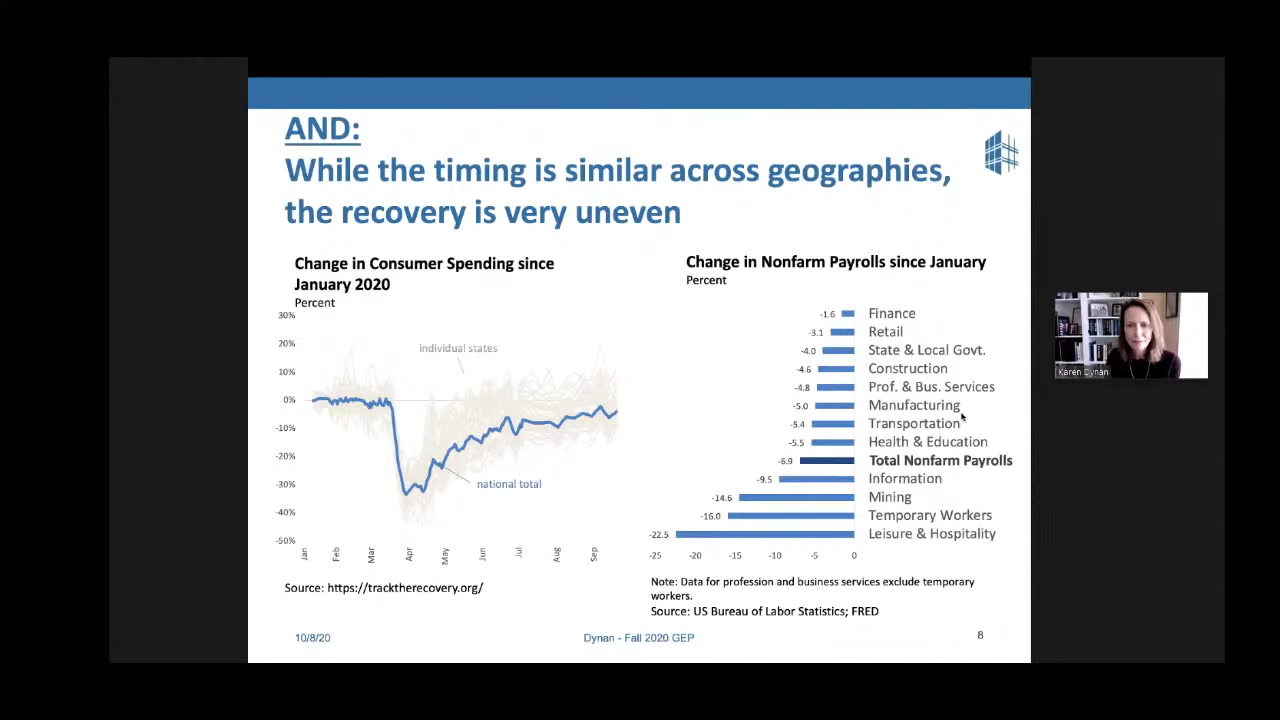 AND:
While the timing is similar across geographies,
the recovery is very uneven
Change in Consumer Spending since
January 2020
Percent
30%
20%
10%
0%
-10%
-20%
-30%
-40%
-50%
individual states
national total
Jan
Feb
Mar
Apr
May
Jun
Jul
Aug
Sep
Source: https://tracktherecovery.org/
Change in Nonfarm Payrolls since January
Percent
-1.6 Finance
-3.1 Retail
-4.0 State & Local Govt.
-4.6 Construction
-4.8 Prof. & Bus. Services
-5.0 Manufacturing
-5.4 Transportation
-5.5 Health & Education
-6.9 Total Nonfarm Payrolls
-9.5 Information
-14.6 Mining
-16.0 Temporary Workers
-22.5 Leisure & Hospitality
-25 -20 -15 -10 -5 0
Note: Data for profession and business services exclude temporary
workers.
Source: US Bureau of Labor Statistics; FRED
10/8/20
Dynan - Fall 2020 GEP
8
Karen Dynan